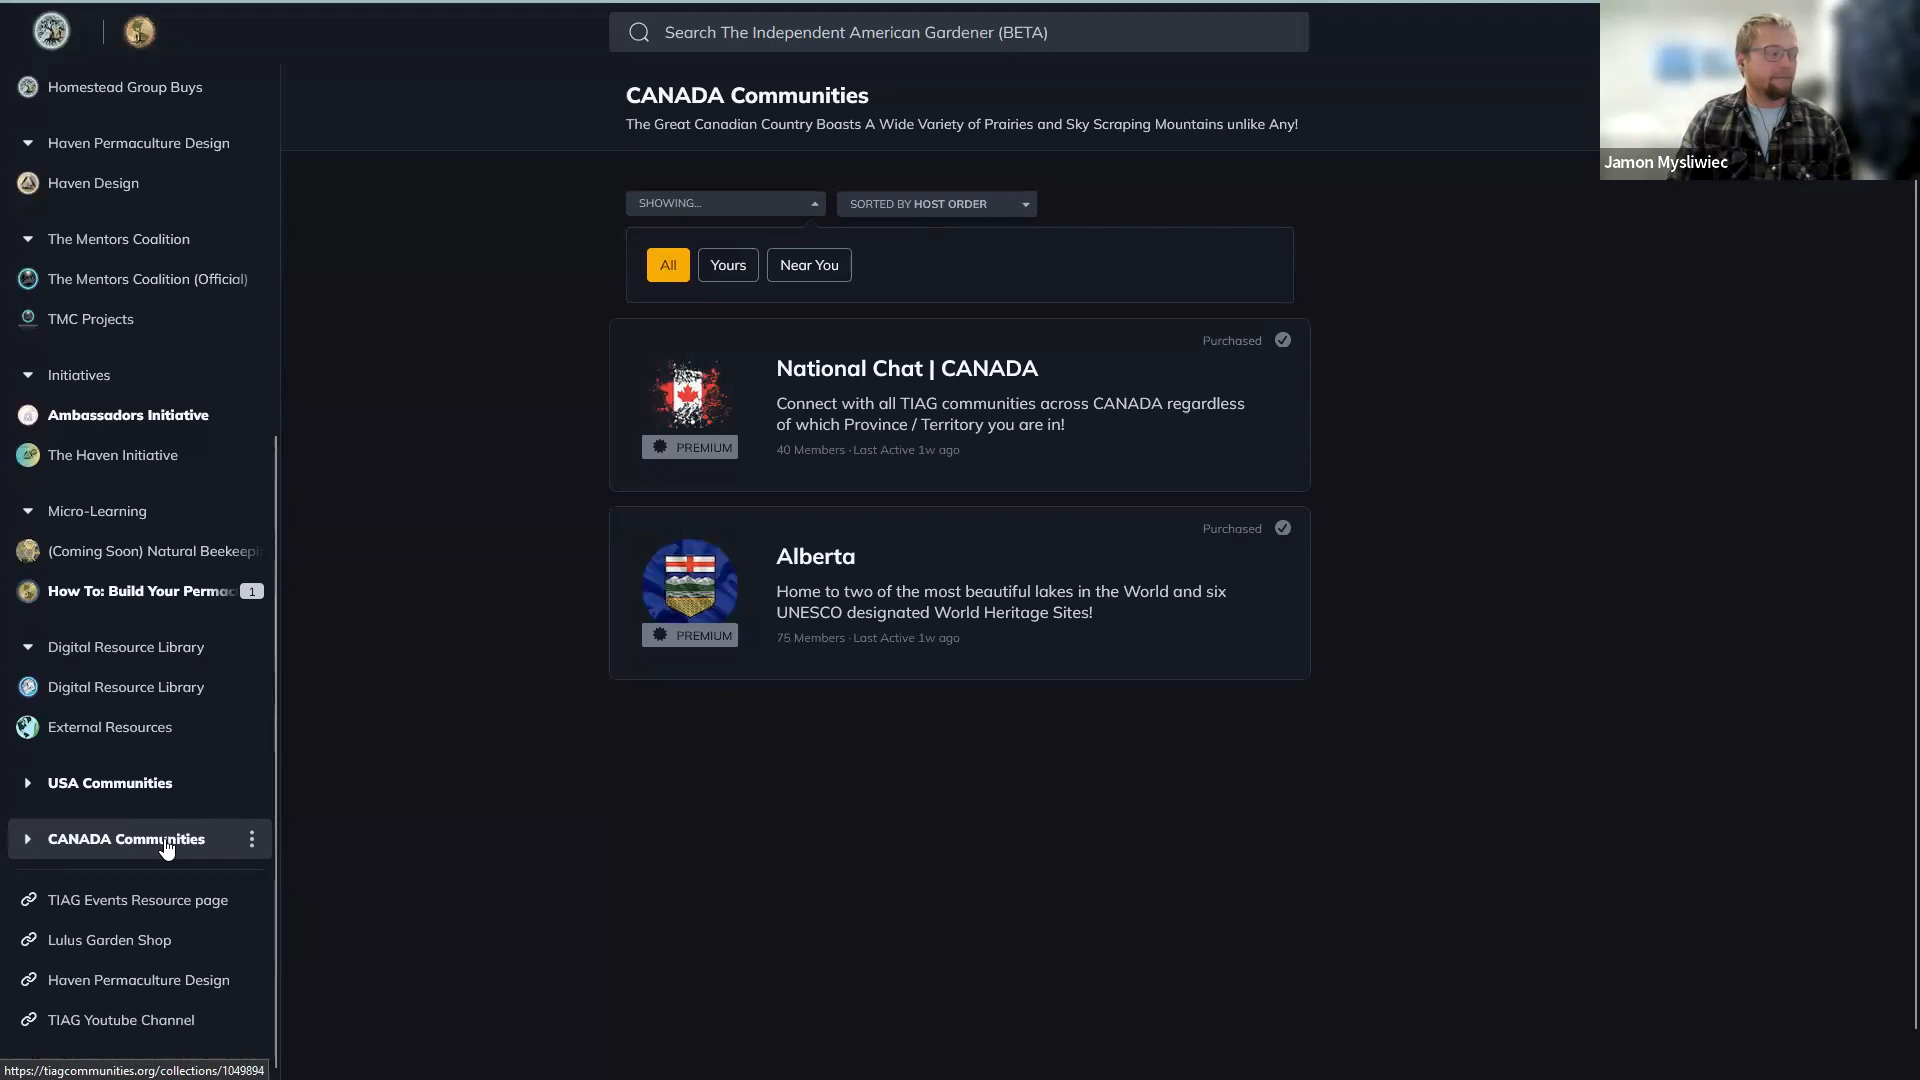 Search The Independent American Gardener (BETA)
Homestead Group Buys
Haven Permaculture Design
Haven Design
The Mentors Coalition
The Mentors Coalition (Official)
TMC Projects
Initiatives
Ambassadors Initiative
The Haven Initiative
Micro-Learning
(Coming Soon) Natural Beekeepi
How To: Build Your Permac 1
Digital Resource Library
Digital Resource Library
External Resources
USA Communities
CANADA Communities
TIAG Events Resource page
Lulus Garden Shop
Haven Permaculture Design
TIAG Youtube Channel
https://tiagcommunities.org/collections/1049894
CANADA Communities
The Great Canadian Country Boasts A Wide Variety of Prairies and Sky Scraping Mountains unlike Any!
SHOWING... SORTED BY HOST ORDER
All Yours Near You
Purchased
National Chat | CANADA
Connect with all TIAG communities across CANADA regardless
of which Province / Territory you are in!
PREMIUM
40 Members · Last Active 1w ago
Purchased
Alberta
Home to two of the most beautiful lakes in the World and six
UNESCO designated World Heritage Sites!
PREMIUM
75 Members · Last Active 1w ago
Jamon Mysliwiec